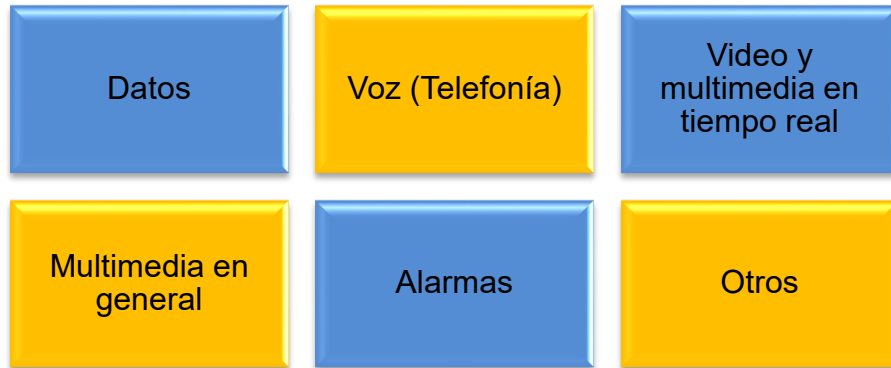 Datos
Voz (Telefonía)
Video y
multimedia en
tiempo real
Multimedia en
general
Alarmas
Otros